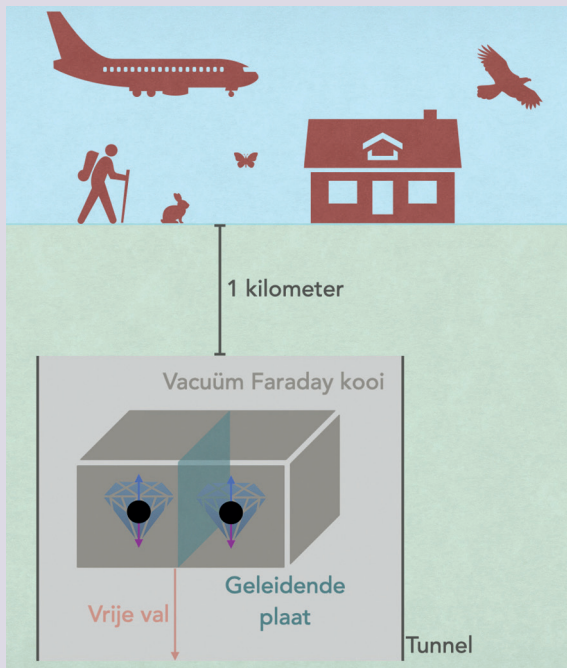 1 kilometer
Vacuüm Faraday kooi
Geleidende
plaat
Vrije val
Tunnel